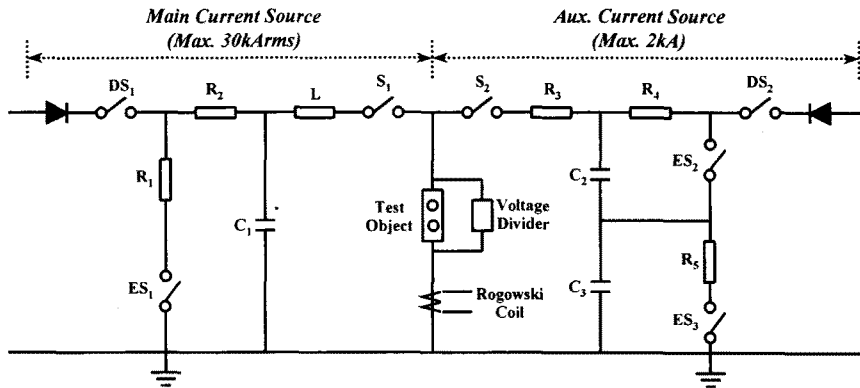 Main Current Source
(Max. 30kArms)
Aux. Current Source
(Max. 2kA)
DS1
R2
L
S1
S2
R3
R4
DS2
R1
C1
Test
Object
Voltage
Divider
C2
ES2
ES1
Rogowski
Coil
C3
R5
ES3